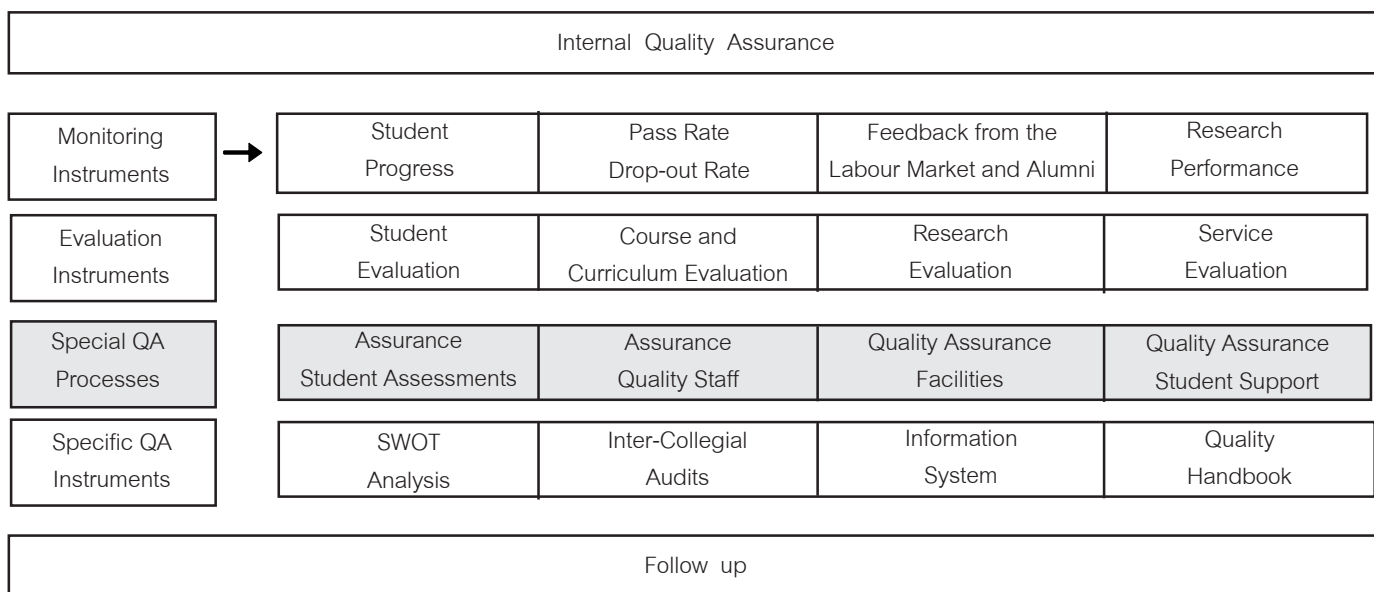 Internal Quality Assurance
Monitoring
Instruments
Student
Progress
Pass Rate
Drop-out Rate
Feedback from the
Labour Market and Alumni
Research
Performance
Evaluation
Instruments
Student
Evaluation
Course and
Curriculum Evaluation
Research
Evaluation
Service
Evaluation
Special QA
Processes
Assurance
Student Assessments
Assurance
Quality Staff
Quality Assurance
Facilities
Quality Assurance
Student Support
Specific QA
Instruments
SWOT
Analysis
Inter-Collegial
Audits
Information
System
Quality
Handbook
Follow up